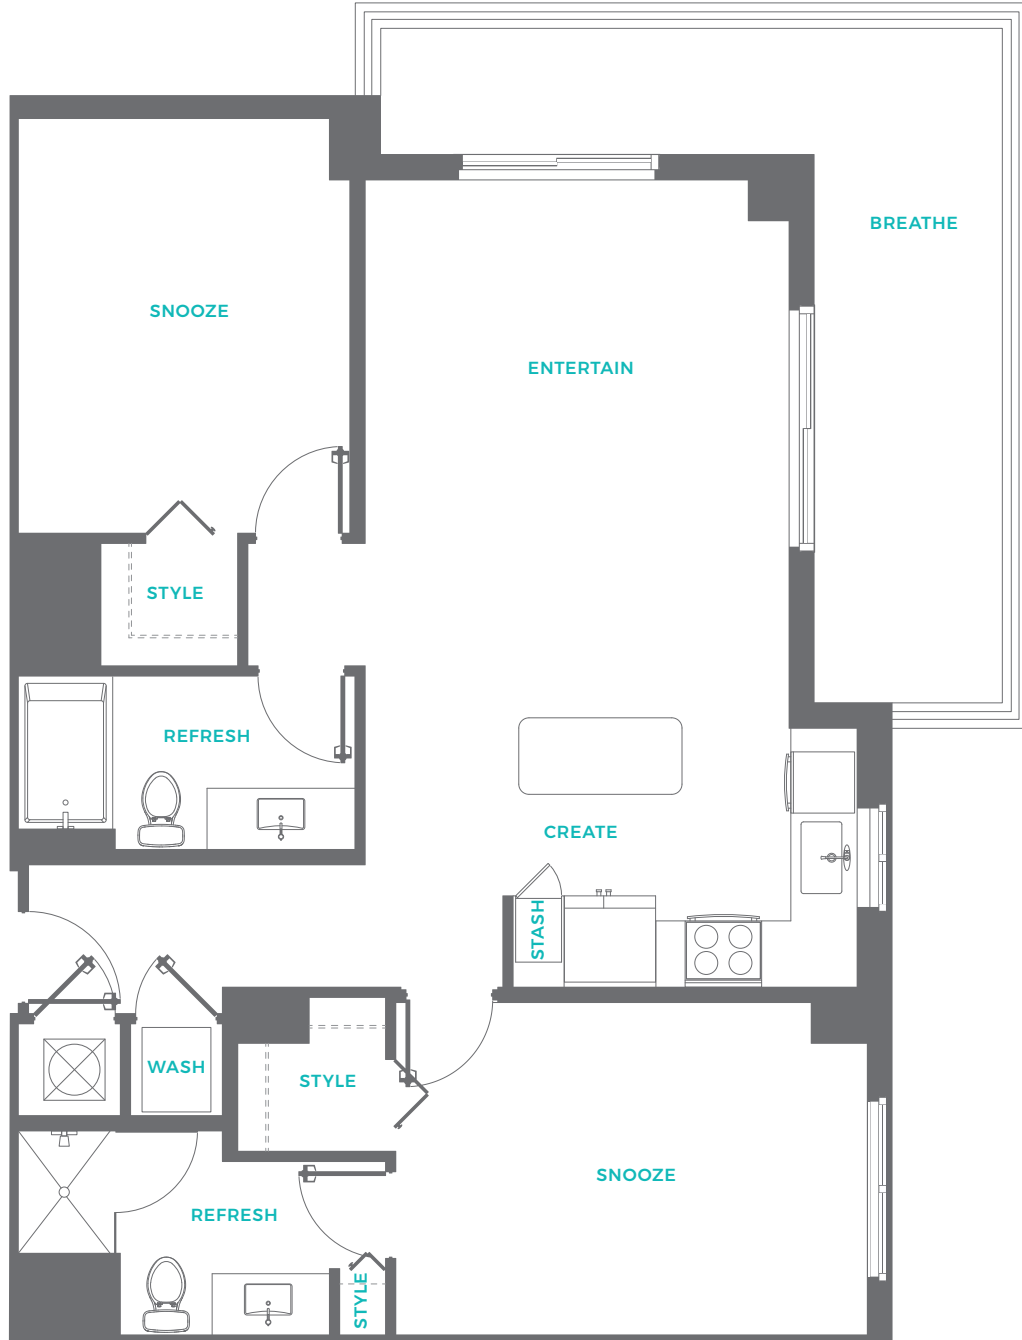 BREATHE
SNOOZE
ENTERTAIN
STYLE
REFRESH
CREATE
STASH
WASH
STYLE
SNOOZE
REFRESH
STYLE